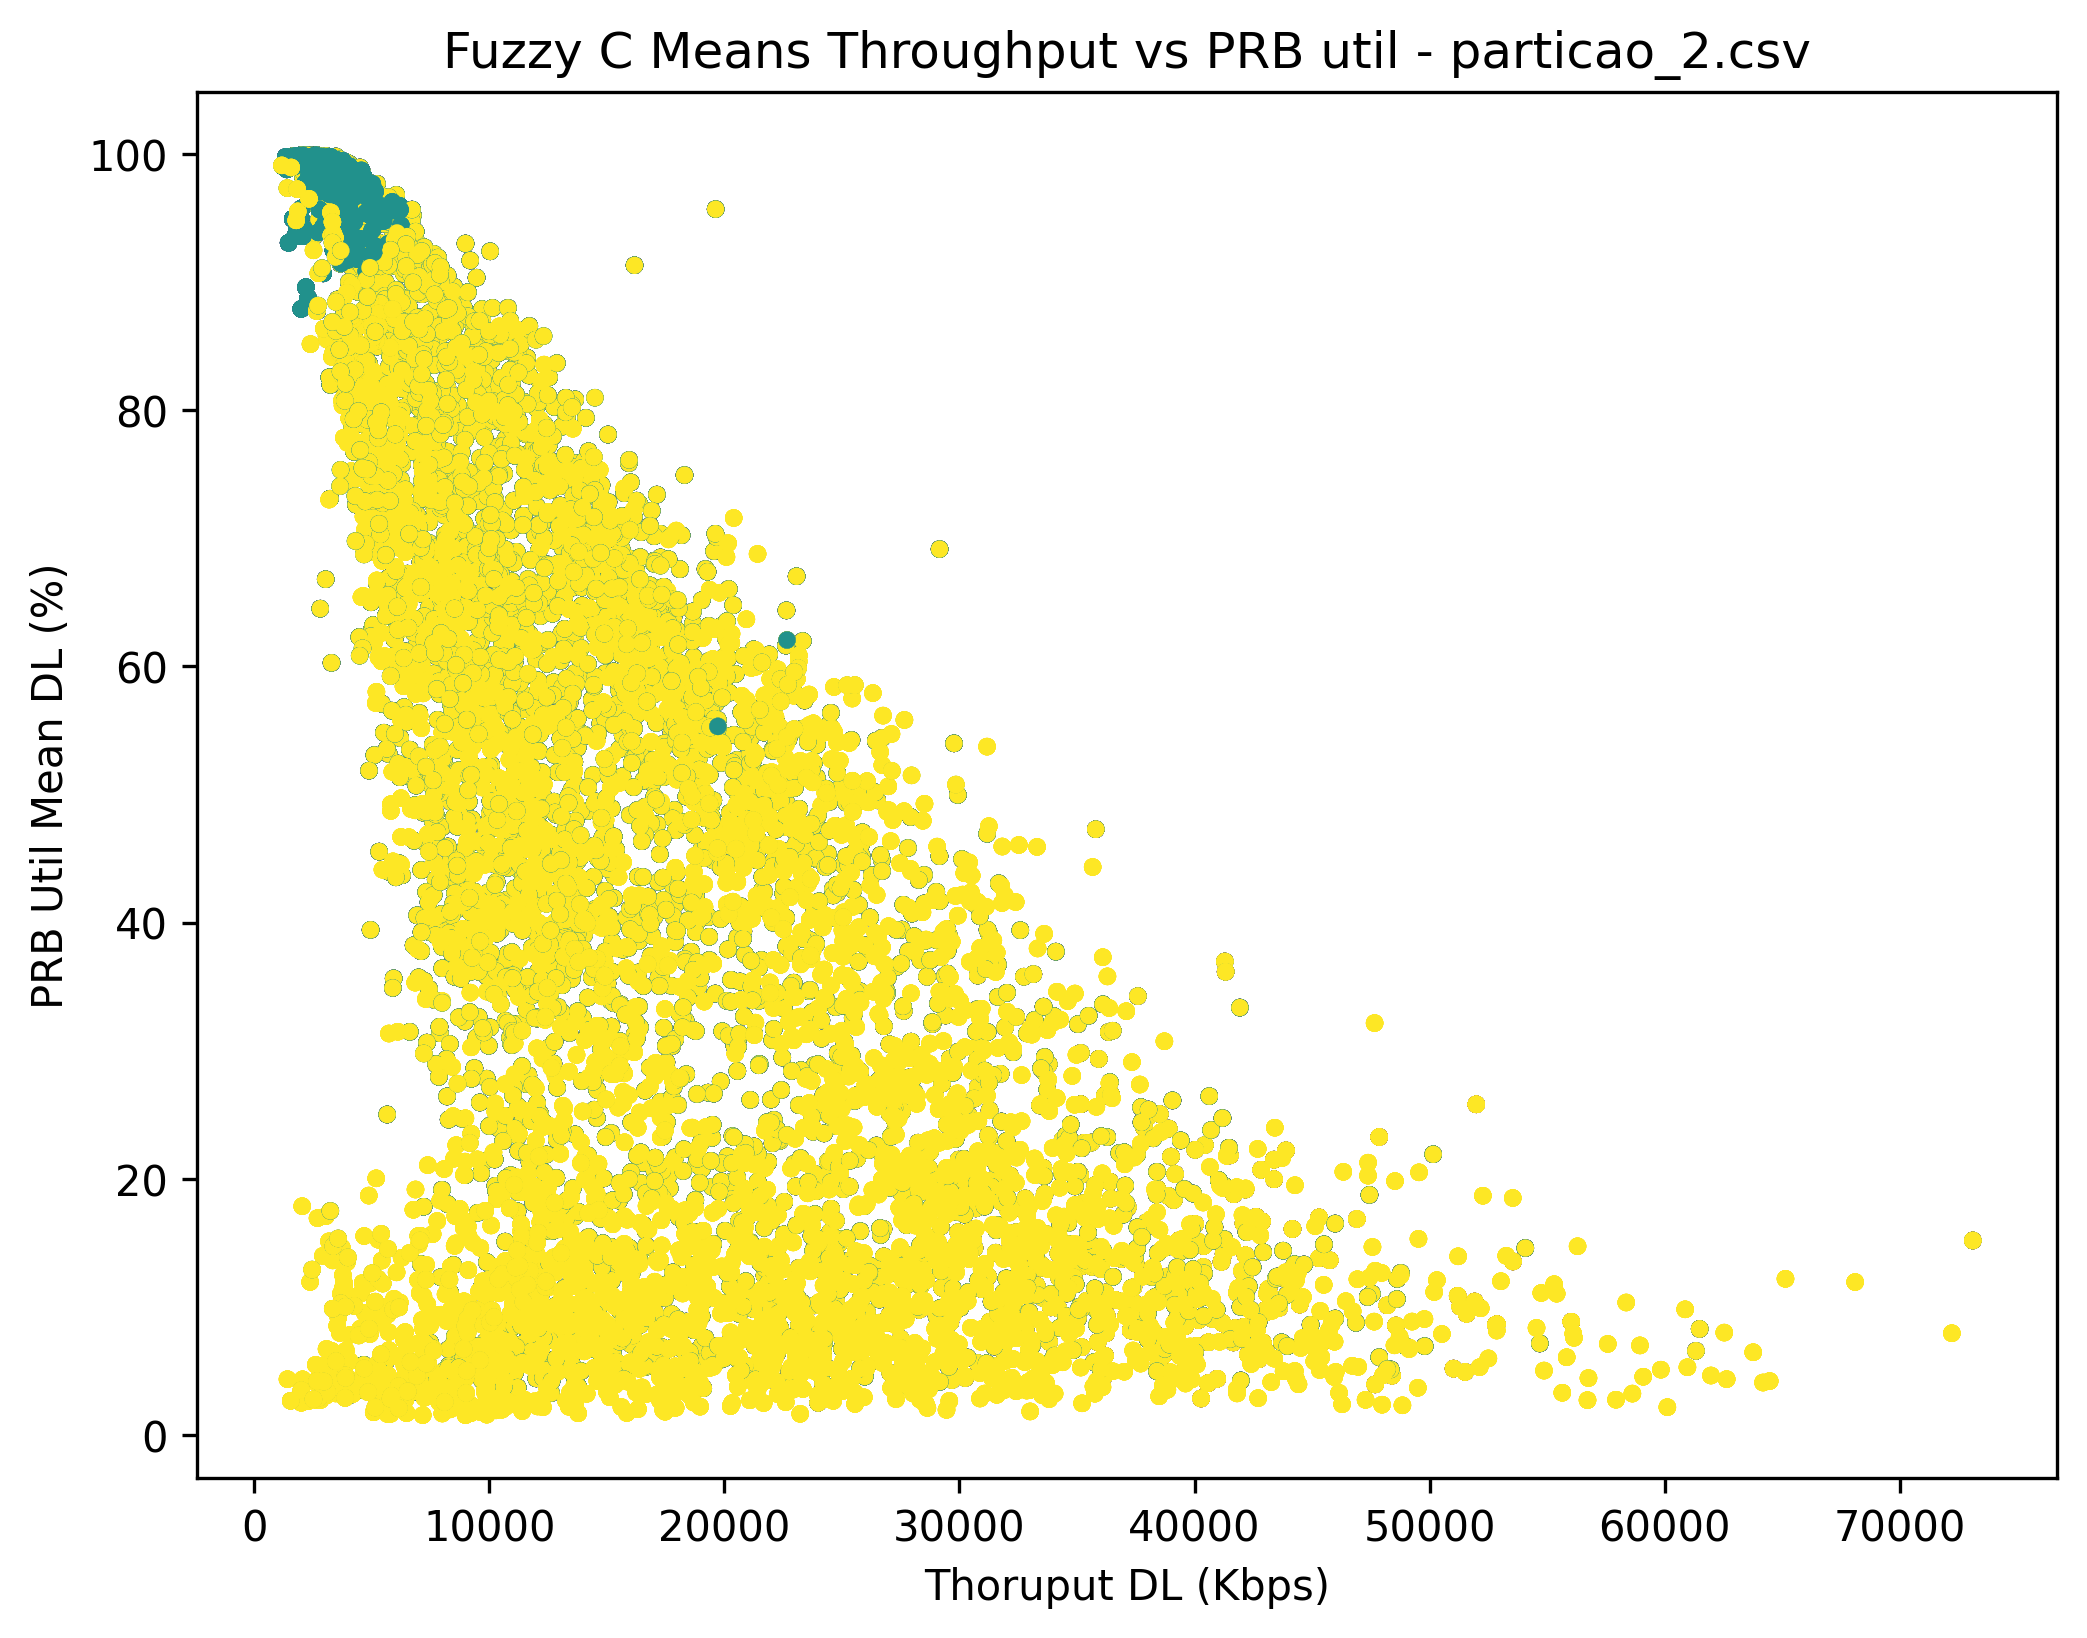 Fuzzy C Means Throughput vs PRB util - particao_2.csv
PRB Util Mean DL (%)
100
80
60
40
20
0
0 10000 20000 30000 40000 50000 60000 70000
Thoruput DL (Kbps)